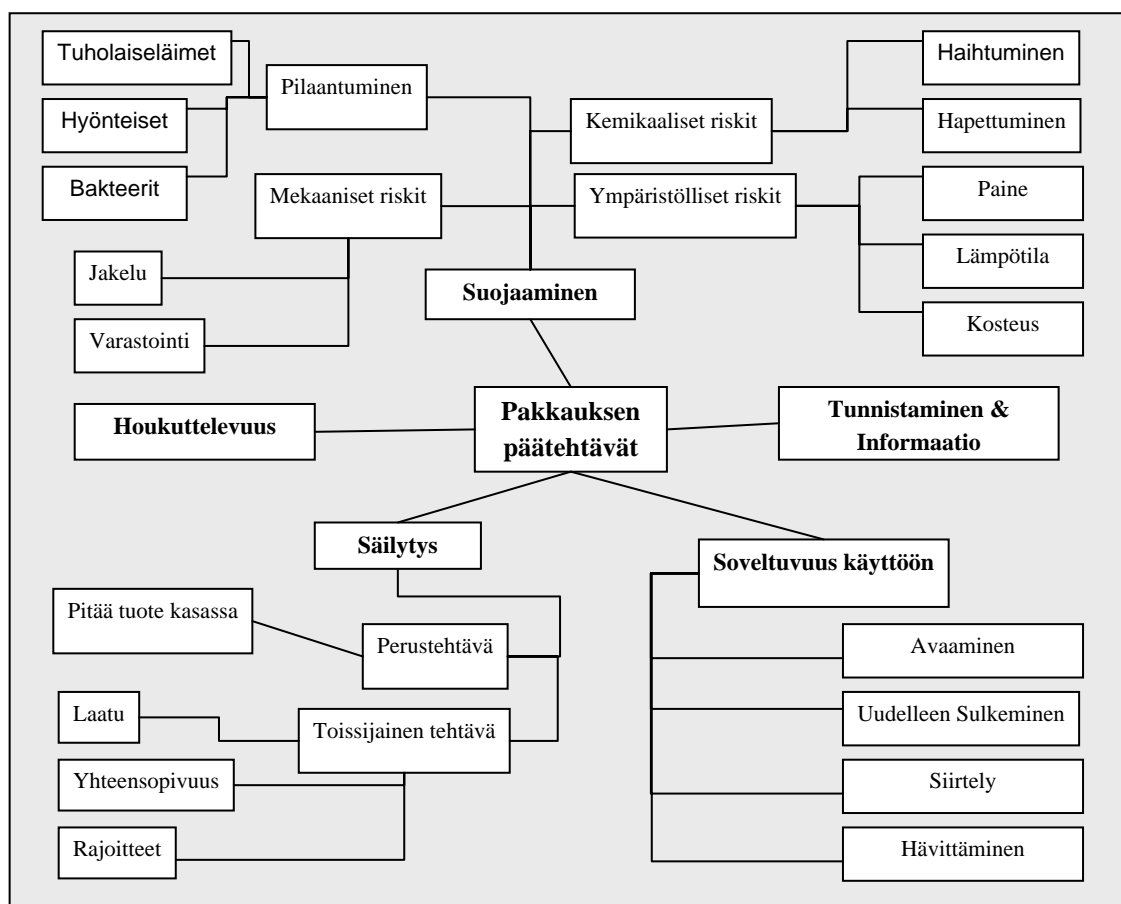 Tuholaiseläimet
Hyönteiset
Bakteerit
Pilaantuminen
Mekaaniset riskit
Jakelu
Varastointi
Kemikaaliset riskit
Haihtuminen
Hapettuminen
Ympäristölliset riskit
Paine
Lämpötila
Kosteus
Suojaaminen
Houkuttelevuus
Pakkauksen
päätehtävät
Tunnistaminen &
Informaatio
Säilytys
Pitää tuote kasassa
Perustehtävä
Laatu
Toissijainen tehtävä
Yhteensopivuus
Rajoitteet
Soveltuvuus käyttöön
Avaaminen
Uudelleen Sulkeminen
Siirtely
Hävittäminen